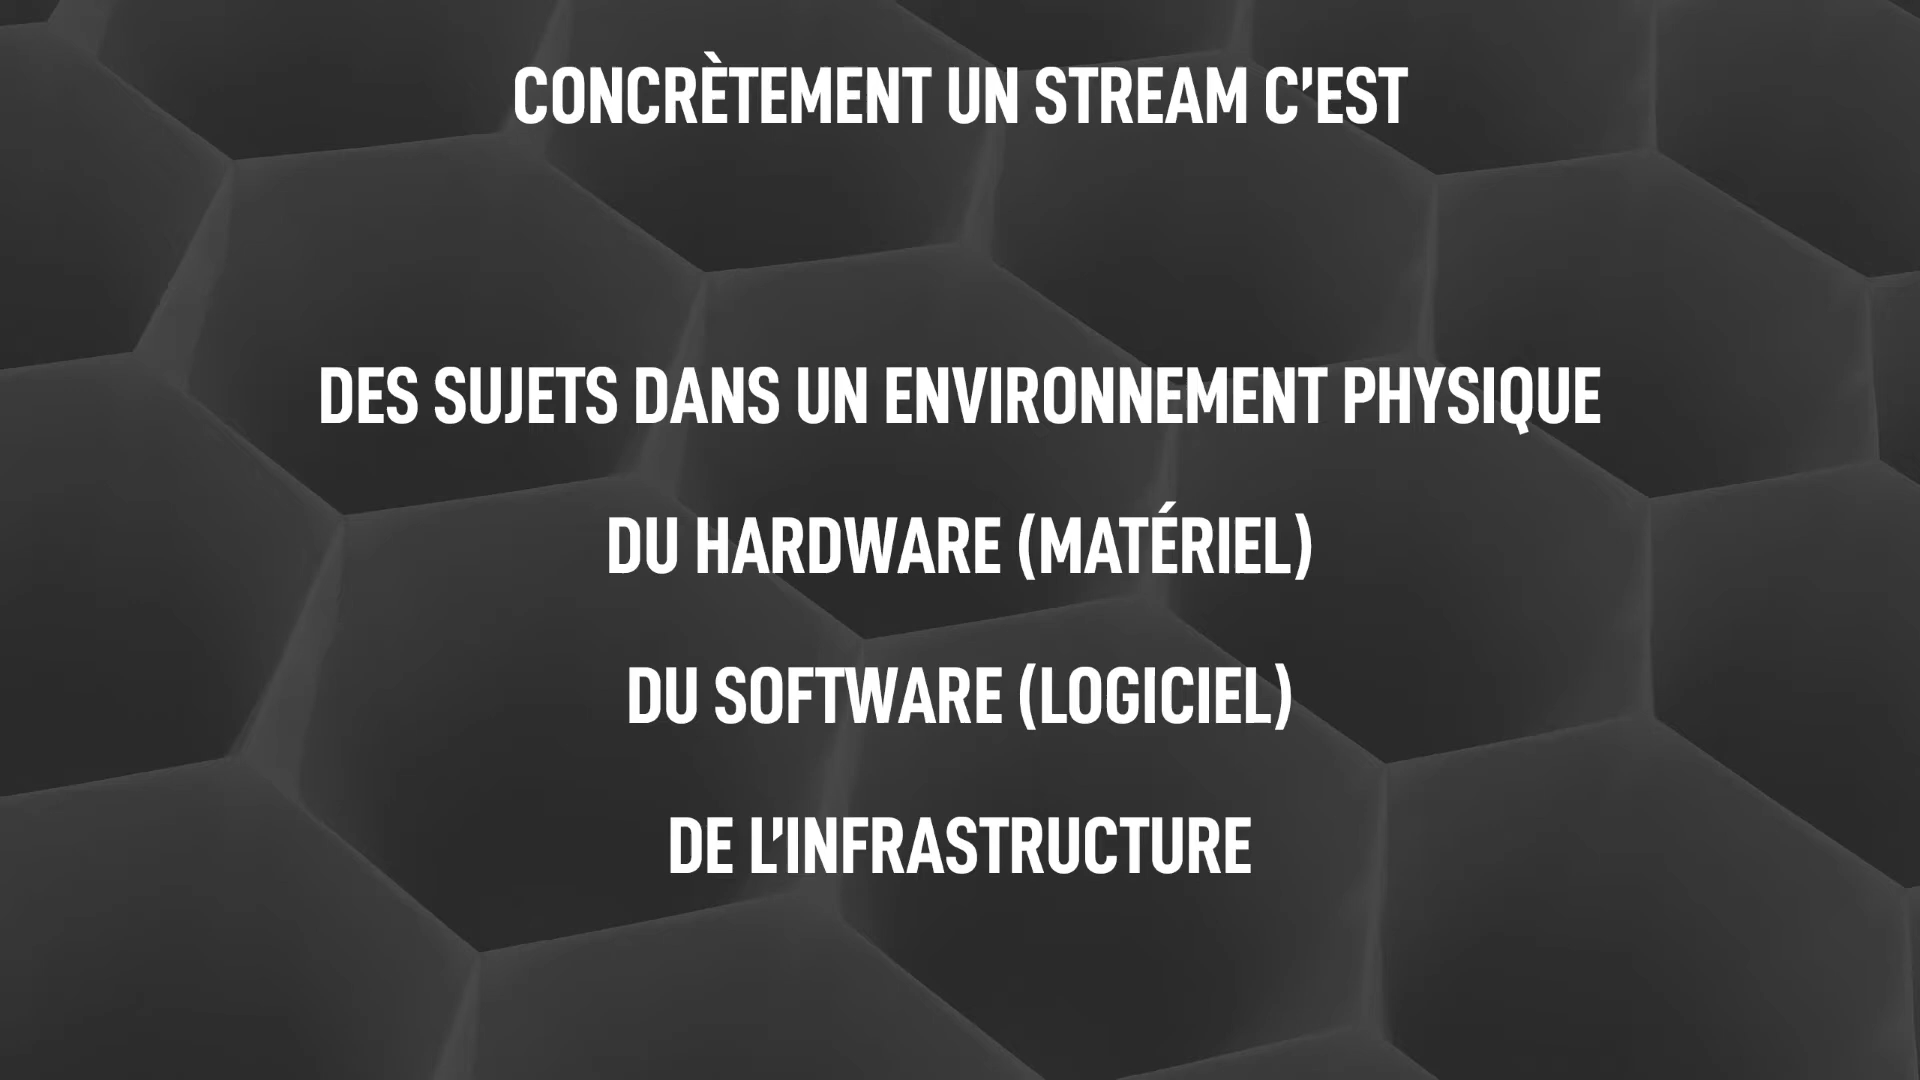 CONCRÈTEMENT UN STREAM C’EST
DES SUJETS DANS UN ENVIRONNEMENT PHYSIQUE
DU HARDWARE (MATÉRIEL)
DU SOFTWARE (LOGICIEL)
DE L’INFRASTRUCTURE